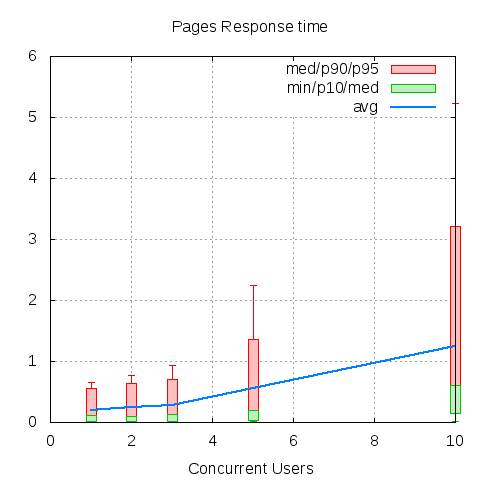 Pages Response time
med/p90/p95
min/p10/med
avg
6
5
4
3
2
1
0
0 2 4 6 8 10
Concurrent Users